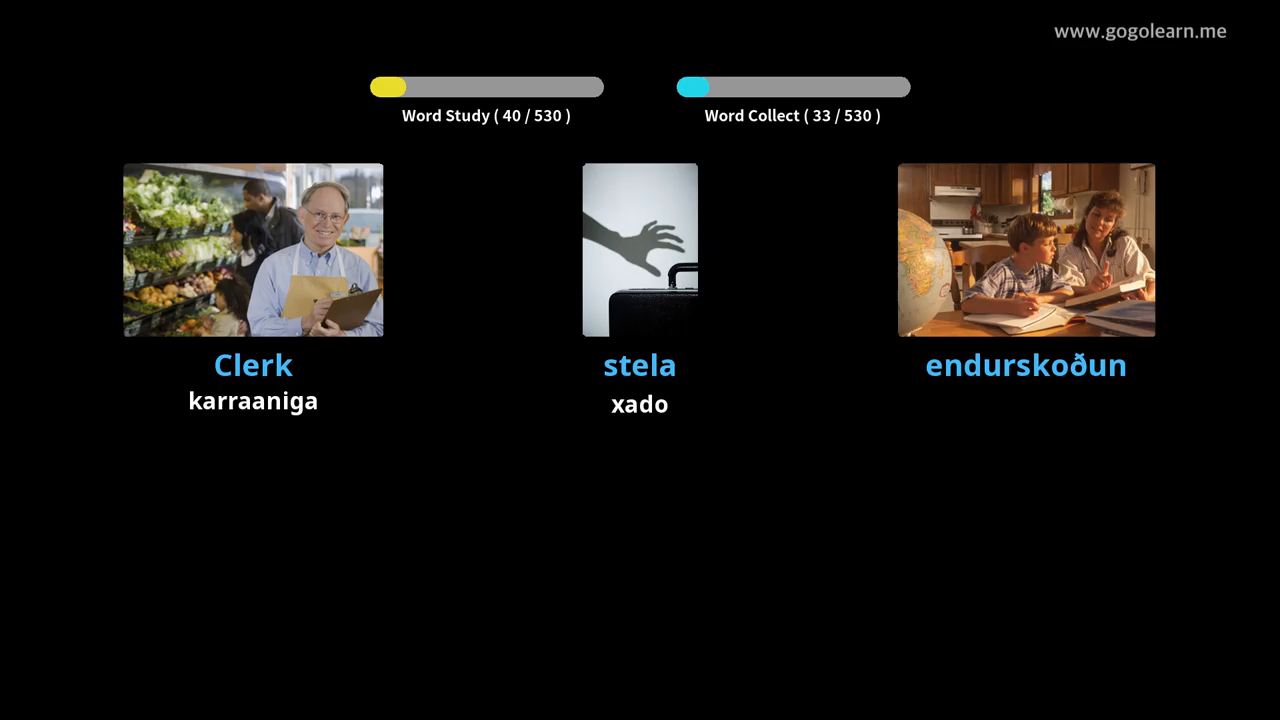 www.gogolearn.me
Word Study ( 40 / 530 )
Word Collect ( 33 / 530 )
Clerk
karraaniga
stela
xado
endurskoðun